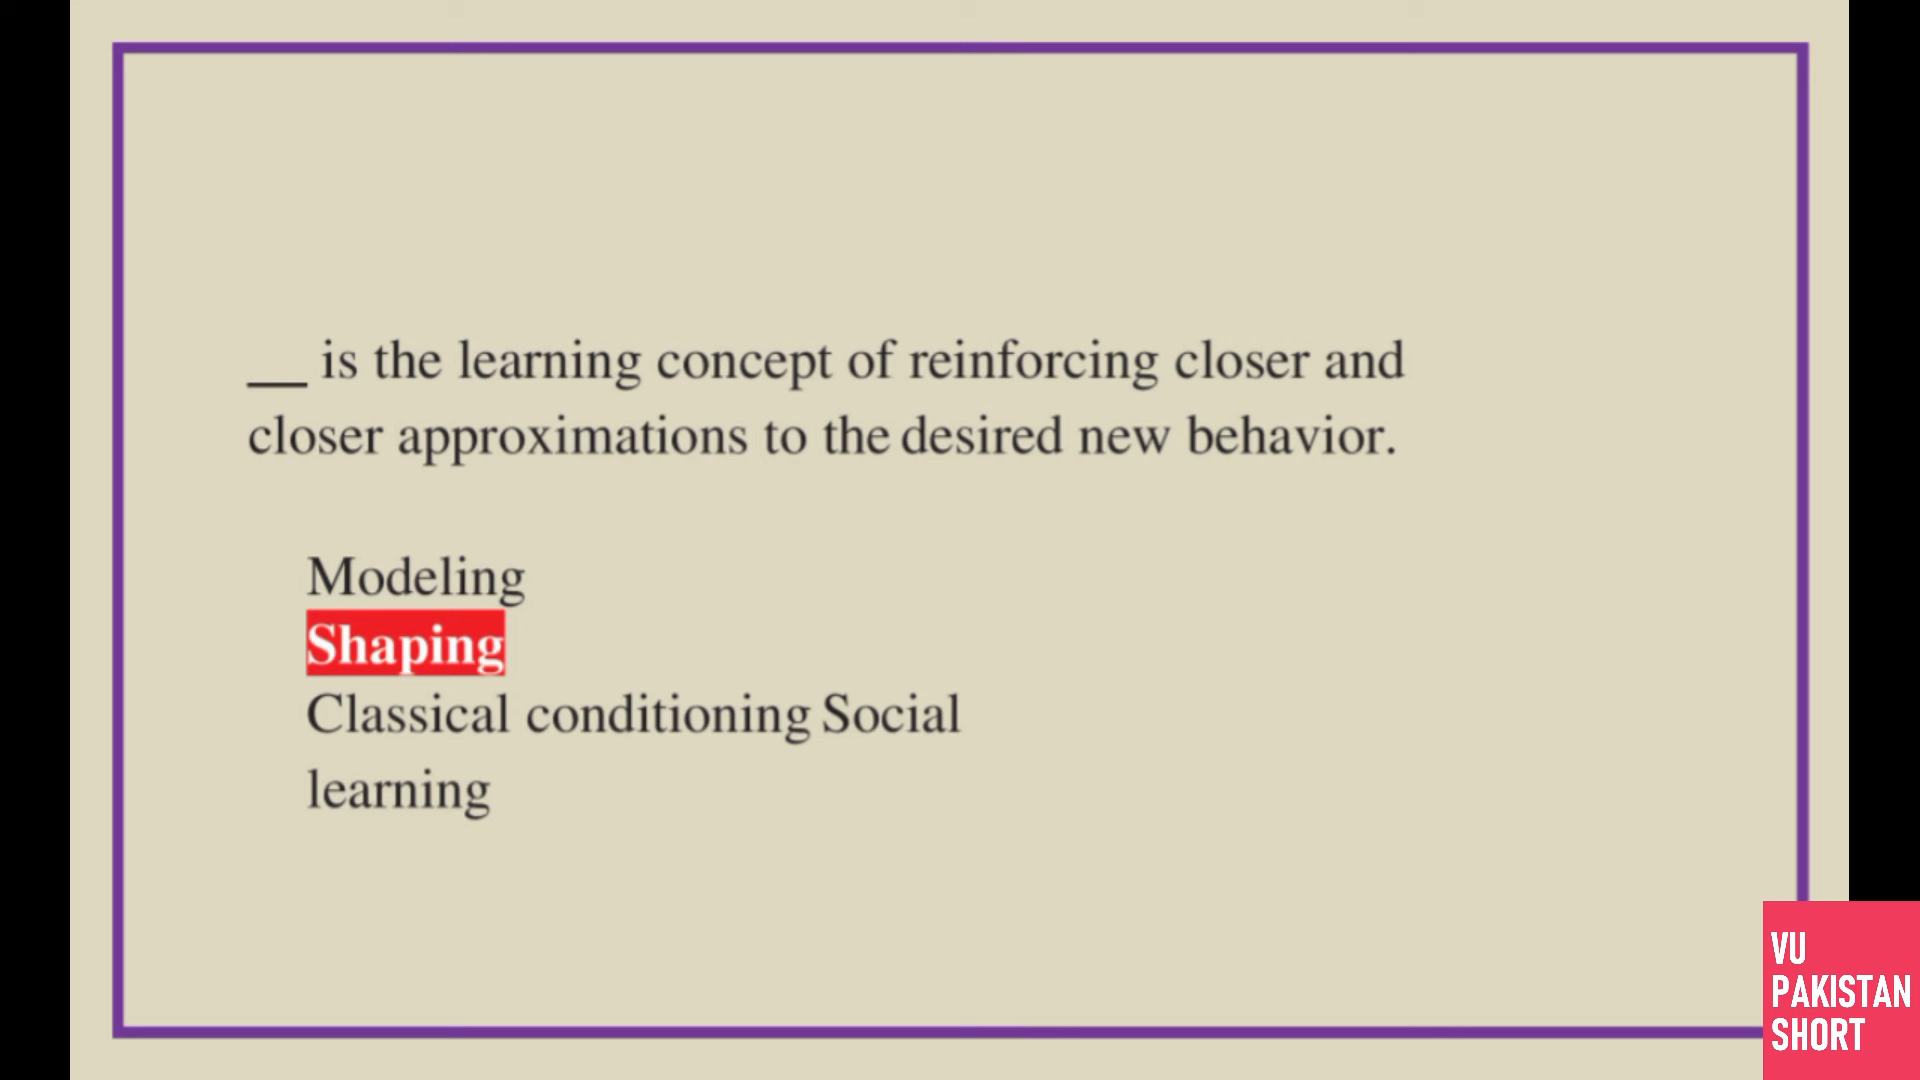 __ is the learning concept of reinforcing closer and
closer approximations to the desired new behavior.
Modeling
Shaping
Classical conditioning Social
learning
VU
PAKISTAN
SHORT